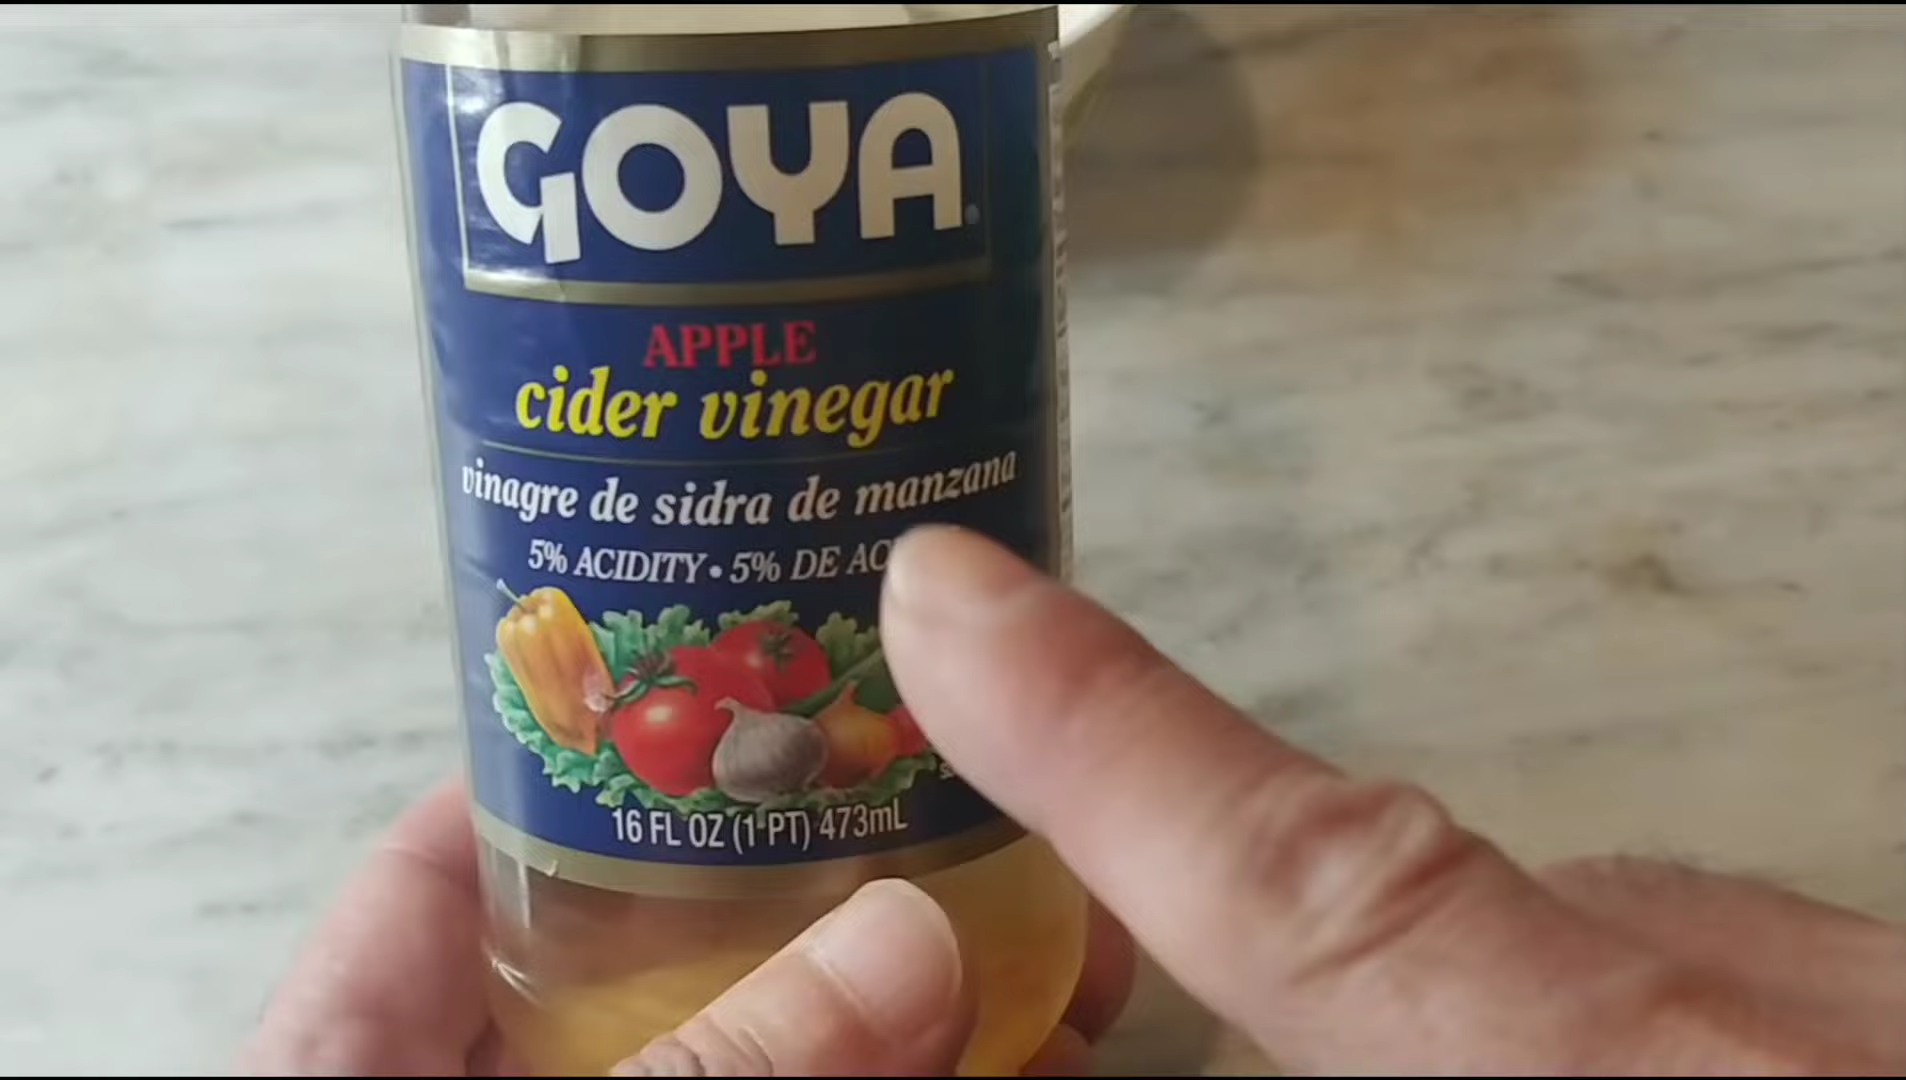 GOYA
APPLE
cider vinegar
vinagre de sidra de manzana
5% ACIDITY • 5% DE
16 FL OZ (1 PT) 473mL